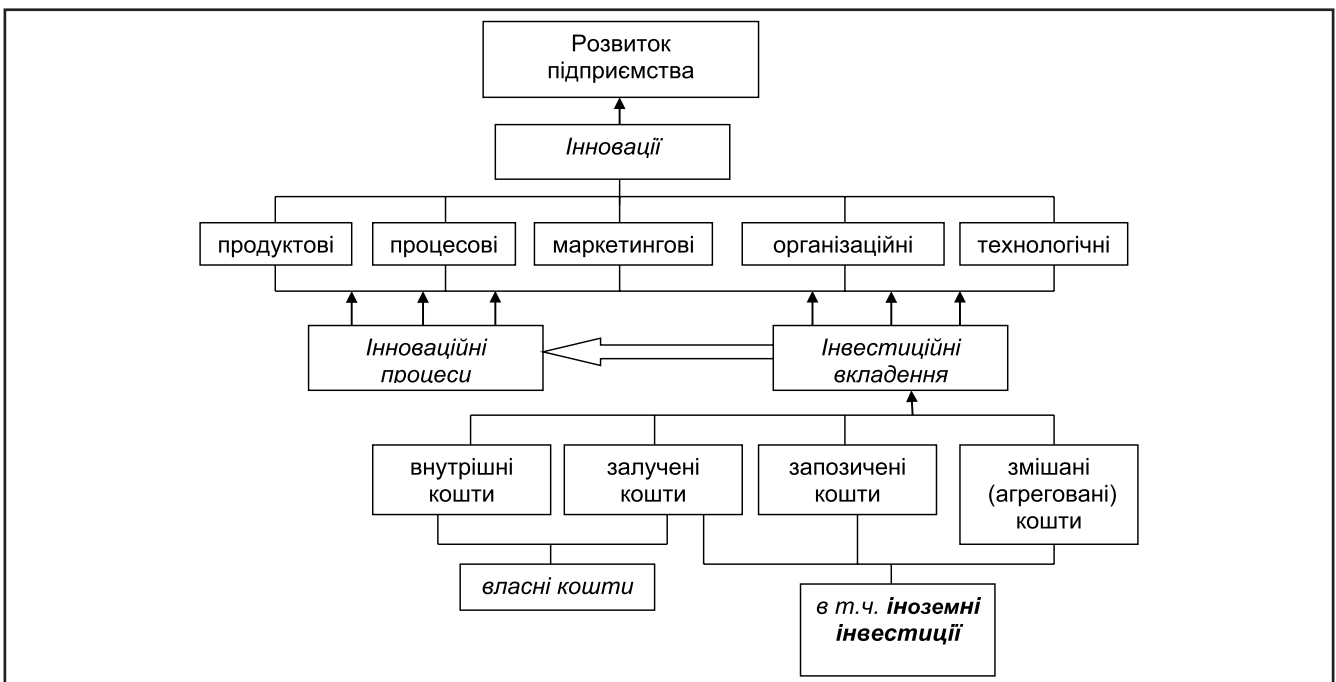 Розвиток
підприємства
Інновації
продуктові
процесові
маркетингові
організаційні
технологічні
Інноваційні
процеси
Інвестиційні
вкладення
внутрішні
кошти
залучені
кошти
запозичені
кошти
змішані
(агреговані)
кошти
власні кошти
в т.ч. іноземні
інвестиції